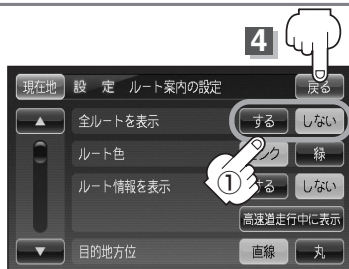 4
現在地 設 定 ルート案内の設定 戻る
全ルートを表示 する しない
ルート色 ピンク 緑
ルート情報を表示 する しない
①
高速道走行中に表示
目的地方位 直線 丸